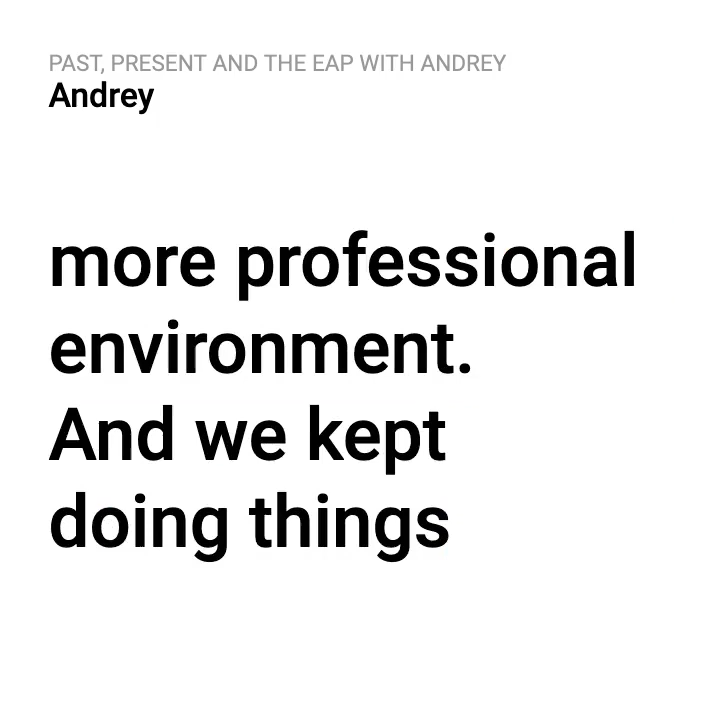 PAST, PRESENT AND THE EAP WITH ANDREY
Andrey
more professional
environment.
And we kept
doing things